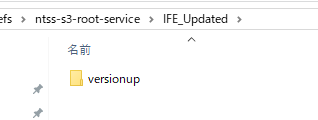 efs › ntss-s3-root-service › IFE_Updated
名前
versionup